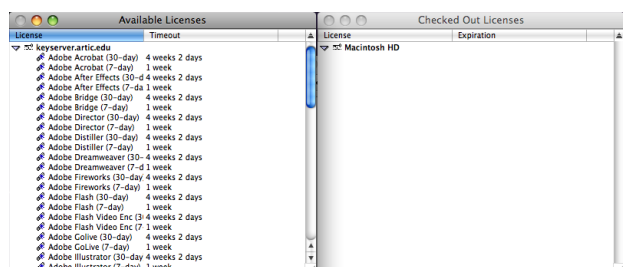 Available Licenses
License Timeout
keyserver.artic.edu
Adobe Acrobat (30-day) 4 weeks 2 days
Adobe Acrobat (7-day) 1 week
Adobe After Effects (30-d 4 weeks 2 days
Adobe After Effects (7-da 1 week
Adobe Bridge (30-day) 4 weeks 2 days
Adobe Bridge (7-day) 1 week
Adobe Director (30-day) 4 weeks 2 days
Adobe Director (7-day) 1 week
Adobe Distiller (30-day) 4 weeks 2 days
Adobe Distiller (7-day) 1 week
Adobe Dreamweaver (30- 4 weeks 2 days
Adobe Dreamweaver (7-d 1 week
Adobe Fireworks (30-day 4 weeks 2 days
Adobe Fireworks (7-day) 1 week
Adobe Flash (30-day) 4 weeks 2 days
Adobe Flash (7-day) 1 week
Adobe Flash Video Enc (3 4 weeks 2 days
Adobe Flash Video Enc (7 1 week
Adobe Golive (30-day) 4 weeks 2 days
Adobe GoLive (7-day) 1 week
Adobe Illustrator (30-day 4 weeks 2 days
Adobe Illustrator (7-day) 1 week
Checked Out Licenses
License Expiration
Macintosh HD